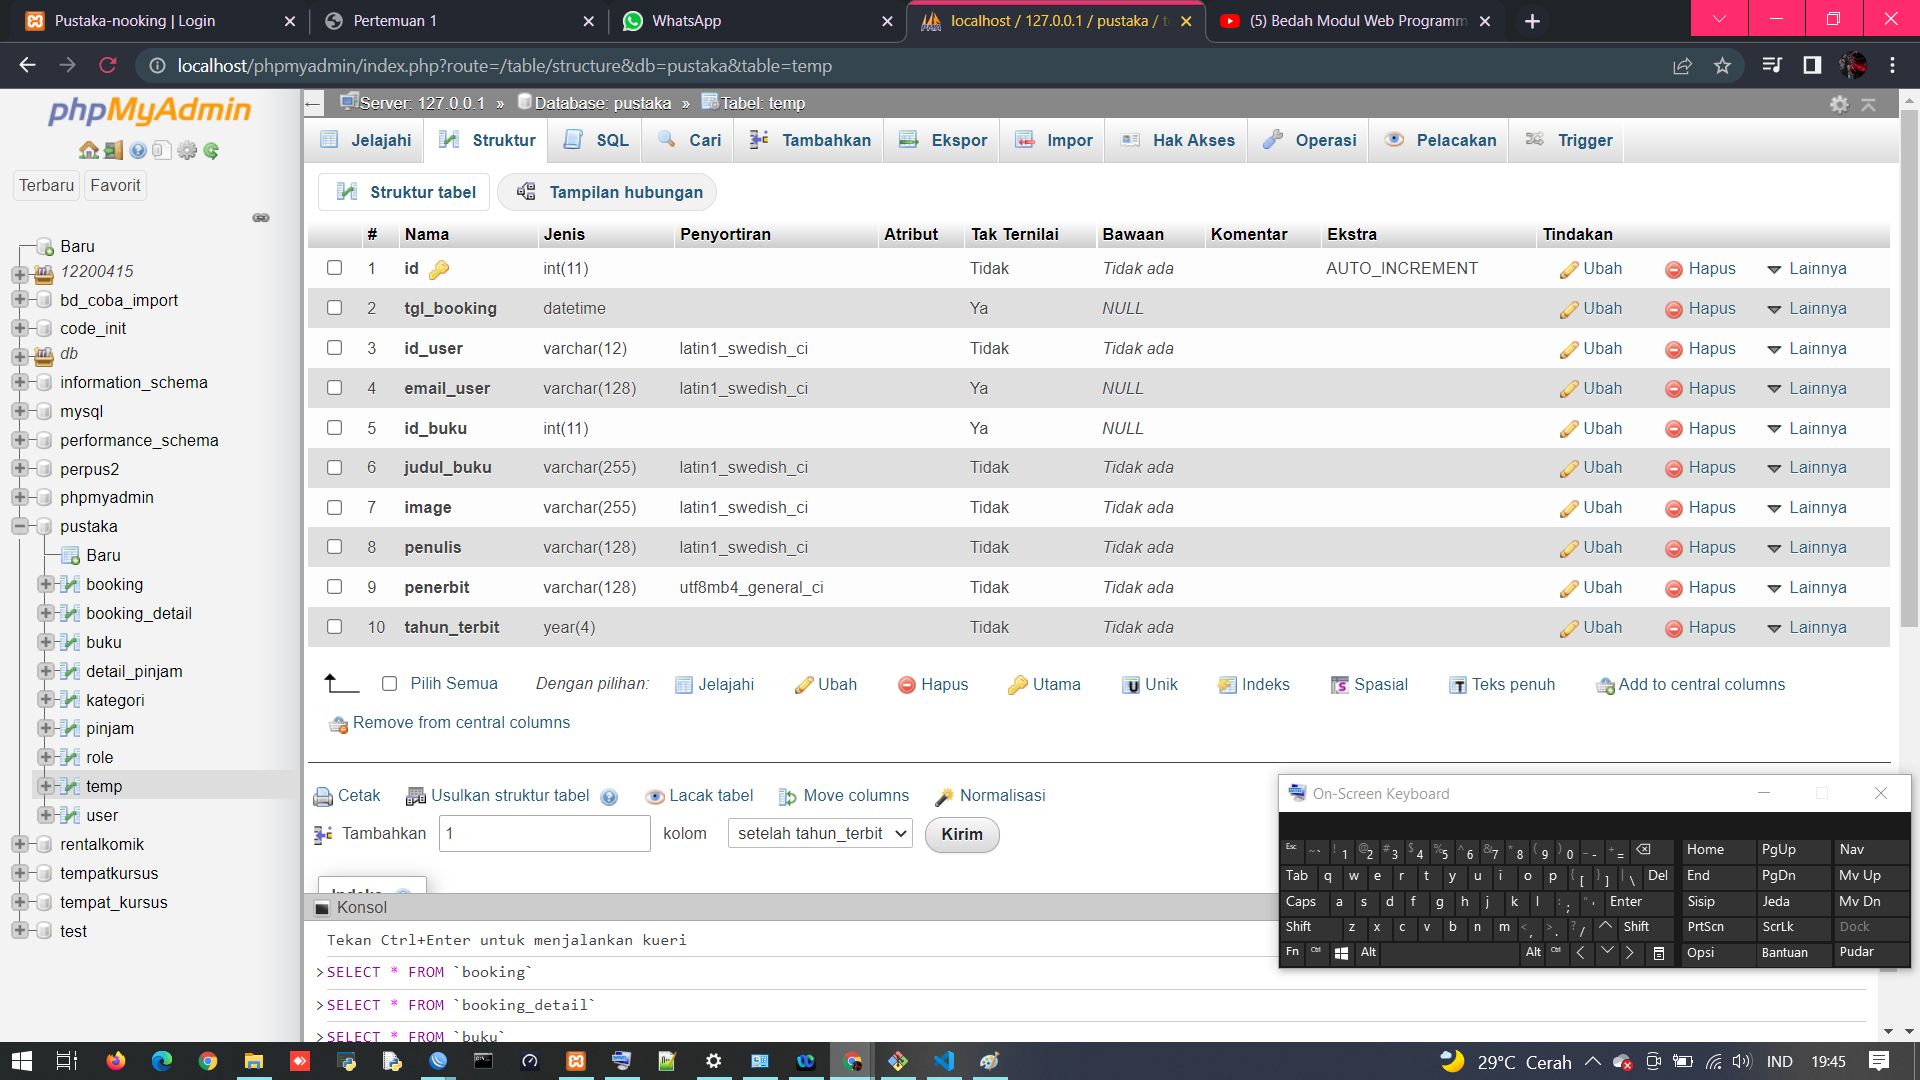 Pustaka-nooking | Login
Pertemuan 1
WhatsApp
localhost / 127.0.0.1 / pustaka / te
(5) Bedah Modul Web Programm
localhost/phpmyadmin/index.php?route=/table/structure&db=pustaka&table=temp
phpMyAdmin
Terbaru Favorit
Baru
12200415
bd_coba_import
code_init
db
information_schema
mysql
performance_schema
perpus2
phpmyadmin
pustaka
Baru
booking
booking_detail
buku
detail_pinjam
kategori
pinjam
role
temp
user
rentalkomik
tempatkursus
tempat_kursus
test
Server: 127.0.0.1 » Database: pustaka » Tabel: temp
Jelajahi Struktur SQL Cari Tambahkan Ekspor Impor Hak Akses Operasi Pelacakan Trigger
Struktur tabel Tampilan hubungan
# Nama Jenis Penyortiran Atribut Tak Ternilai Bawaan Komentar Ekstra Tindakan
1 id int(11) Tidak Tidak ada AUTO_INCREMENT Ubah Hapus Lainnya
2 tgl_booking datetime Ya NULL Ubah Hapus Lainnya
3 id_user varchar(12) latin1_swedish_ci Tidak Tidak ada Ubah Hapus Lainnya
4 email_user varchar(128) latin1_swedish_ci Ya NULL Ubah Hapus Lainnya
5 id_buku int(11) Ya NULL Ubah Hapus Lainnya
6 judul_buku varchar(255) latin1_swedish_ci Tidak Tidak ada Ubah Hapus Lainnya
7 image varchar(255) latin1_swedish_ci Tidak Tidak ada Ubah Hapus Lainnya
8 penulis varchar(128) latin1_swedish_ci Tidak Tidak ada Ubah Hapus Lainnya
9 penerbit varchar(128) utf8mb4_general_ci Tidak Tidak ada Ubah Hapus Lainnya
10 tahun_terbit year(4) Tidak Tidak ada Ubah Hapus Lainnya
Pilih Semua Dengan pilihan: Jelajahi Ubah Hapus Utama Unik Indeks Spasial Teks penuh Add to central columns
Remove from central columns
Cetak Usulkan struktur tabel Lacak tabel Move columns Normalisasi
Tambahkan 1 kolom setelah tahun_terbit Kirim
Indeks
Konsol
Tekan Ctrl+Enter untuk menjalankan kueri
>SELECT * FROM `booking`
>SELECT * FROM `booking_detail`
>SELECT * FROM `buku`
On-Screen Keyboard
Esc ~ ` ! 1 @ 2 # 3 $ 4 % 5 ^ 6 & 7 * 8 ( 9 ) 0 _ - + = Home PgUp Nav
Tab q w e r t y u i o p { [ } ] | \ Del End PgDn Mv Up
Caps a s d f g h j k l : ; " ' Enter Sisip Jeda Mv Dn
Shift z x c v b n m < , > . ? / Shift PrtScn ScrLk Dock
Fn Ctrl Alt Alt Ctrl Opsi Bantuan Pudar
29°C Cerah IND 19:45